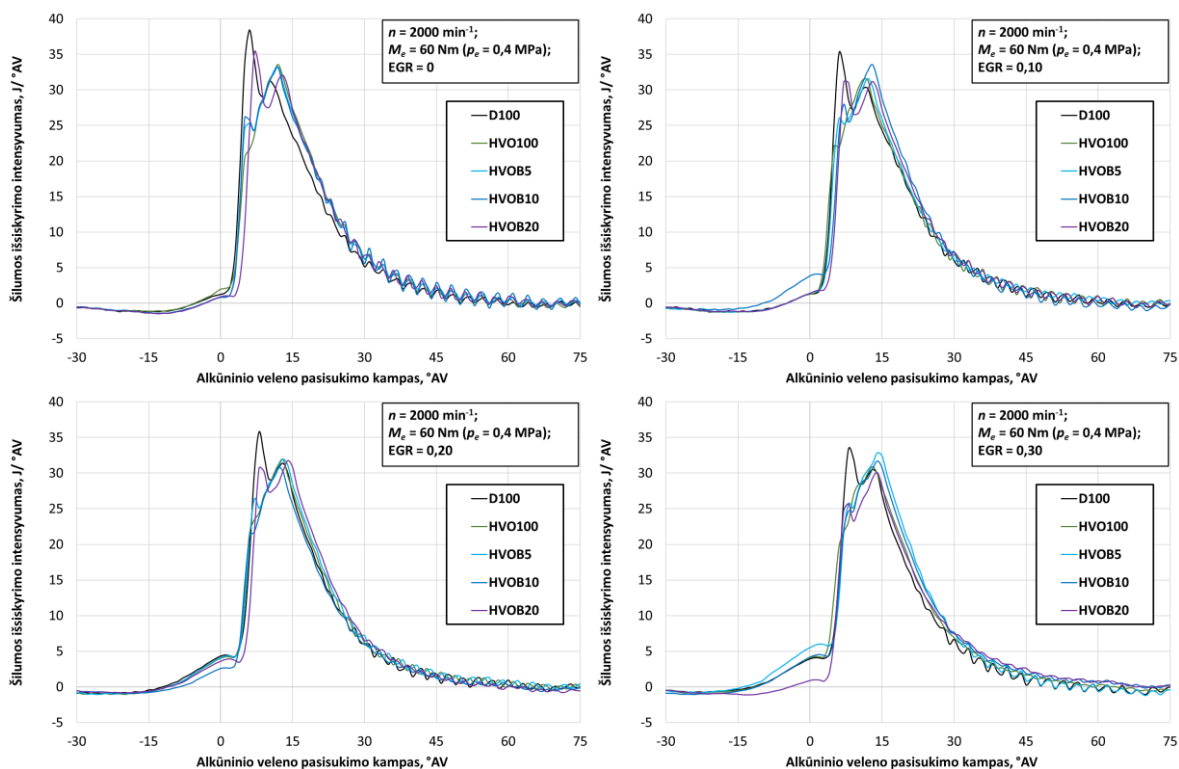 40
35
30
25
20
15
10
5
0
-5
Šilumos išsiskyrimo intensyvumas, J/ °AV
n = 2000 min-1;
Me = 60 Nm (pe = 0,4 MPa);
EGR = 0
D100
HVO100
HVOB5
HVOB10
HVOB20
-30 -15 0 15 30 45 60 75
Alkūninio veleno pasisukimo kampas, °AV
40
35
30
25
20
15
10
5
0
-5
Šilumos išsiskyrimo intensyvumas, J/ °AV
n = 2000 min-1;
Me = 60 Nm (pe = 0,4 MPa);
EGR = 0,10
D100
HVO100
HVOB5
HVOB10
HVOB20
-30 -15 0 15 30 45 60 75
Alkūninio veleno pasisukimo kampas, °AV
40
35
30
25
20
15
10
5
0
-5
Šilumos išsiskyrimo intensyvumas, J/ °AV
n = 2000 min-1;
Me = 60 Nm (pe = 0,4 MPa);
EGR = 0,20
D100
HVO100
HVOB5
HVOB10
HVOB20
-30 -15 0 15 30 45 60 75
Alkūninio veleno pasisukimo kampas, °AV
40
35
30
25
20
15
10
5
0
-5
Šilumos išsiskyrimo intensyvumas, J/ °AV
n = 2000 min-1;
Me = 60 Nm (pe = 0,4 MPa);
EGR = 0,30
D100
HVO100
HVOB5
HVOB10
HVOB20
-30 -15 0 15 30 45 60 75
Alkūninio veleno pasisukimo kampas, °AV